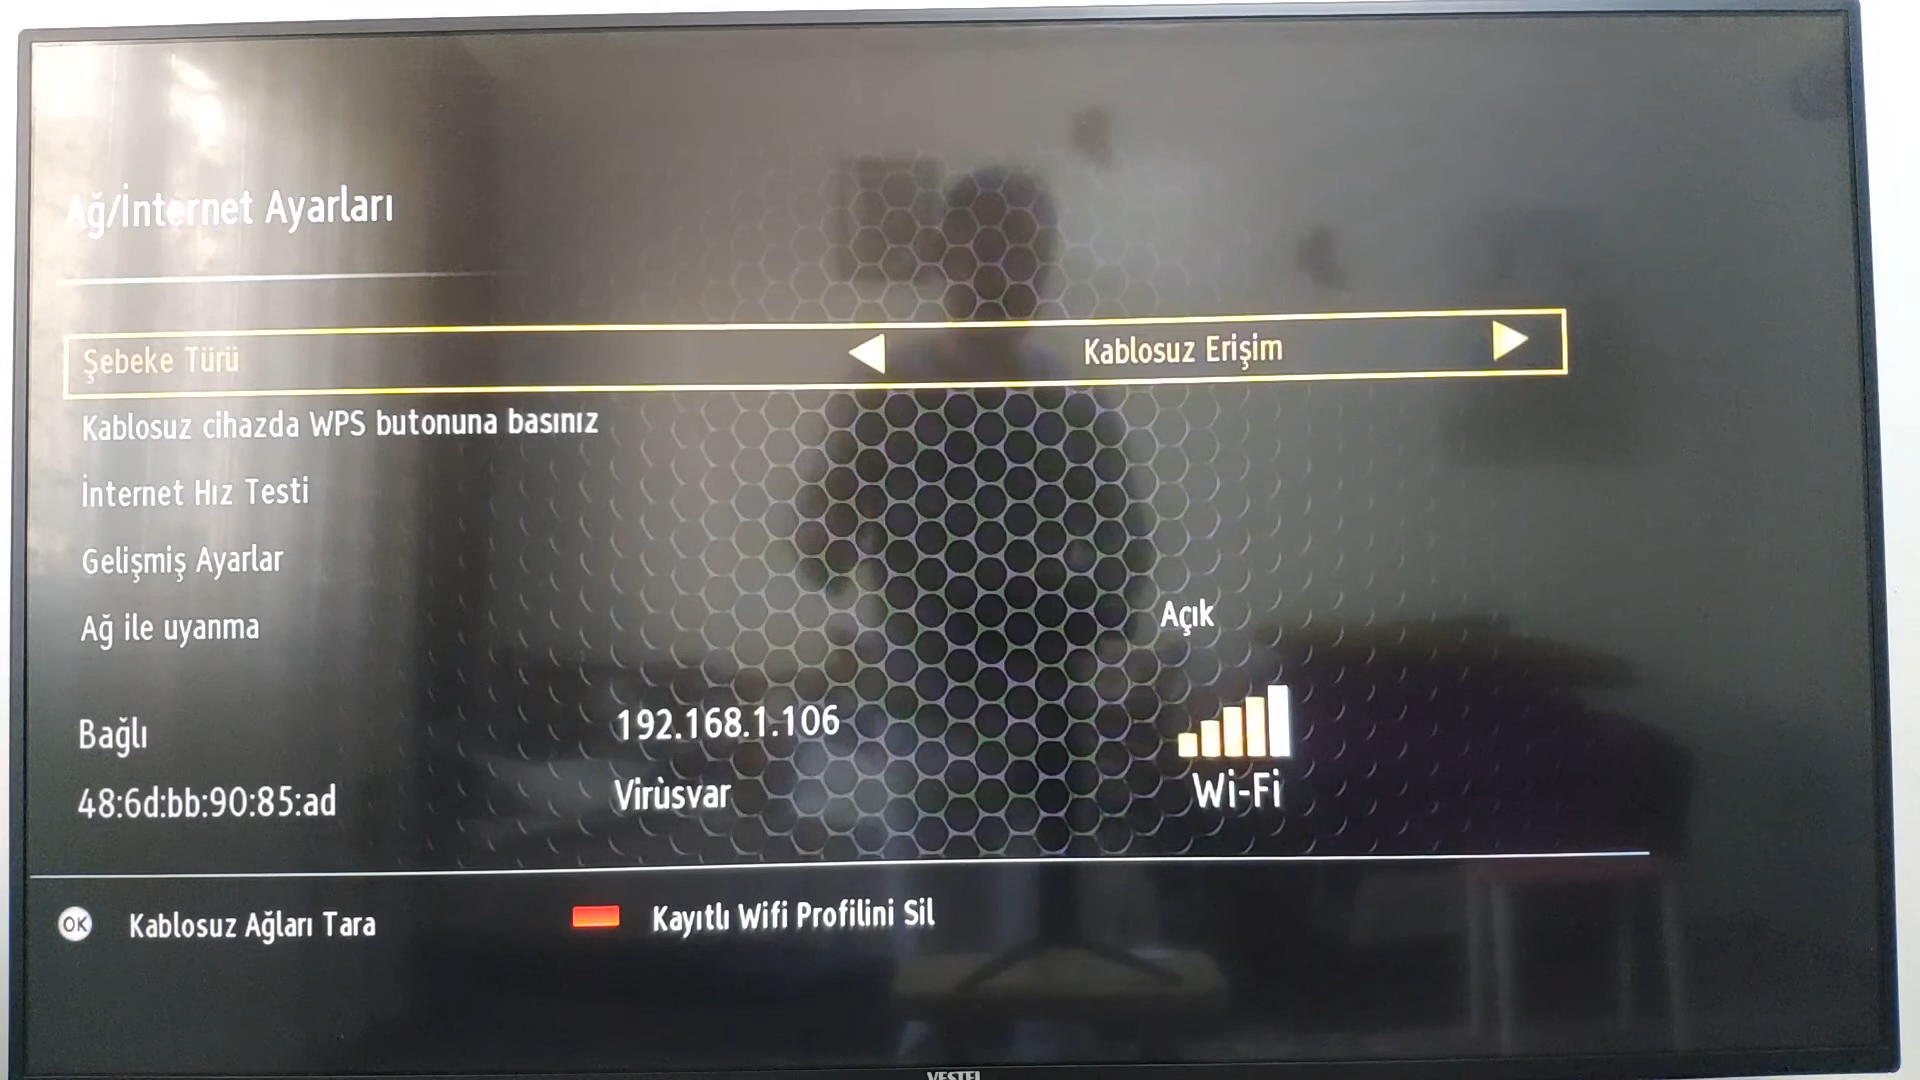 Ağ/İnternet Ayarları
Şebeke Türü Kablosuz Erişim
Kablosuz cihazda WPS butonuna basınız
İnternet Hız Testi
Gelişmiş Ayarlar
Ağ ile uyanma Açık
Bağlı 192.168.1.106
48:6d:bb:90:85:ad Virùsvar Wi-Fi
OK Kablosuz Ağları Tara Kayıtlı Wifi Profilini Sil
VESTEL